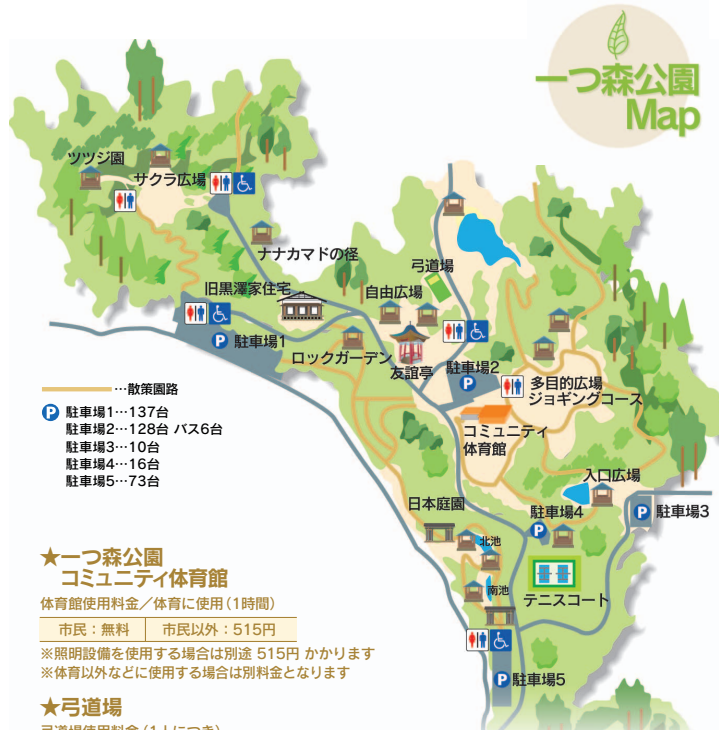 一つ森公園
Map
ツツジ園
サクラ広場
ナナカマドの径
弓道場
旧黒澤家住宅
自由広場
P 駐車場1
ロックガーデン
友誼亭
駐車場2
P
多目的広場
ジョギングコース
コミュニティ
体育館
…散策園路
P 駐車場1…137台
駐車場2…128台 バス6台
駐車場3…10台
駐車場4…16台
駐車場5…73台
入口広場
日本庭園
駐車場4
P
P 駐車場3
北池
南池
テニスコート
P 駐車場5
★一つ森公園
コミュニティ体育館
体育館使用料金／体育に使用(1時間)
市民：無料 市民以外：515円
※照明設備を使用する場合は別途 515円 かかります
※体育以外などに使用する場合は別料金となります
★弓道場
弓道場使用料金(1人につき)